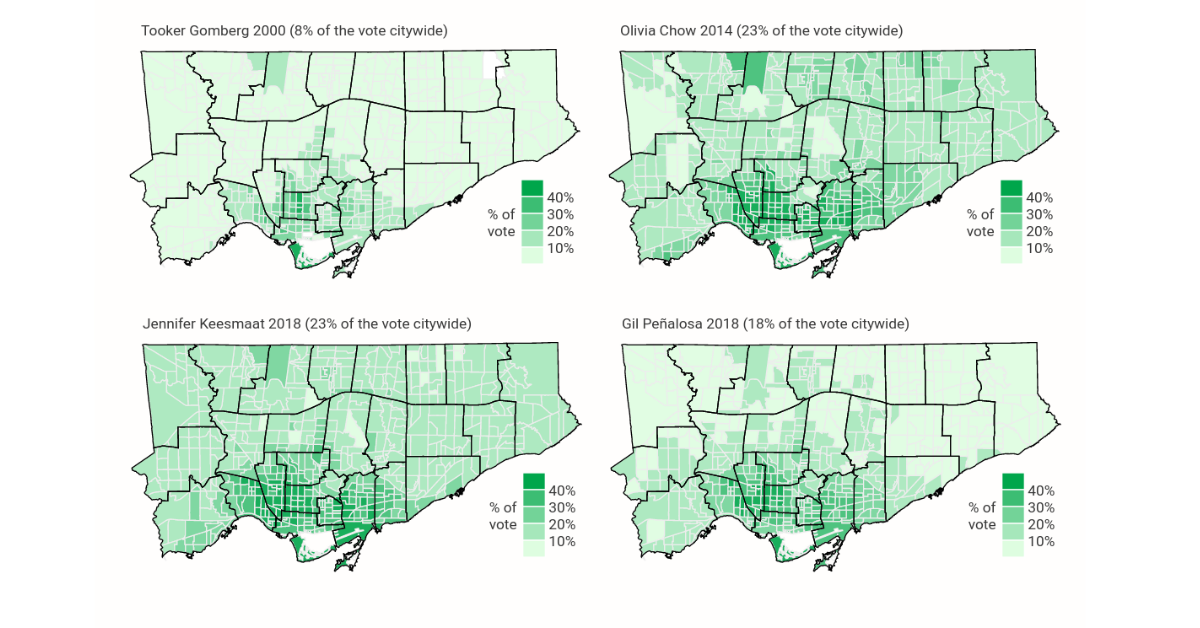 Tooker Gomberg 2000 (8% of the vote citywide)
% of
vote
40%
30%
20%
10%
Olivia Chow 2014 (23% of the vote citywide)
% of
vote
40%
30%
20%
10%
Jennifer Keesmaat 2018 (23% of the vote citywide)
% of
vote
40%
30%
20%
10%
Gil Peñalosa 2018 (18% of the vote citywide)
% of
vote
40%
30%
20%
10%